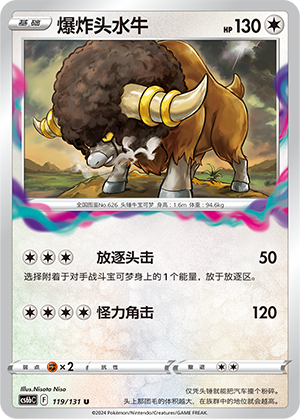 基础 爆炸头水牛 HP 130
全国图鉴No.626 头锤牛宝可梦 身高：1.6m 体重：94.6kg
放逐头击 50
选择附着于对手战斗宝可梦身上的1个能量，放于放逐区。
怪力角击 120
弱点 ×2 抗性 撤退
Illus.Nisota Niso
CS6bC F 119/131 U
仅凭头锤就能把汽车撞个粉碎。
头上那团毛的体积越大，在族群中的地位就会越高。
©2024 Pokémon/Nintendo/Creatures/GAME FREAK.